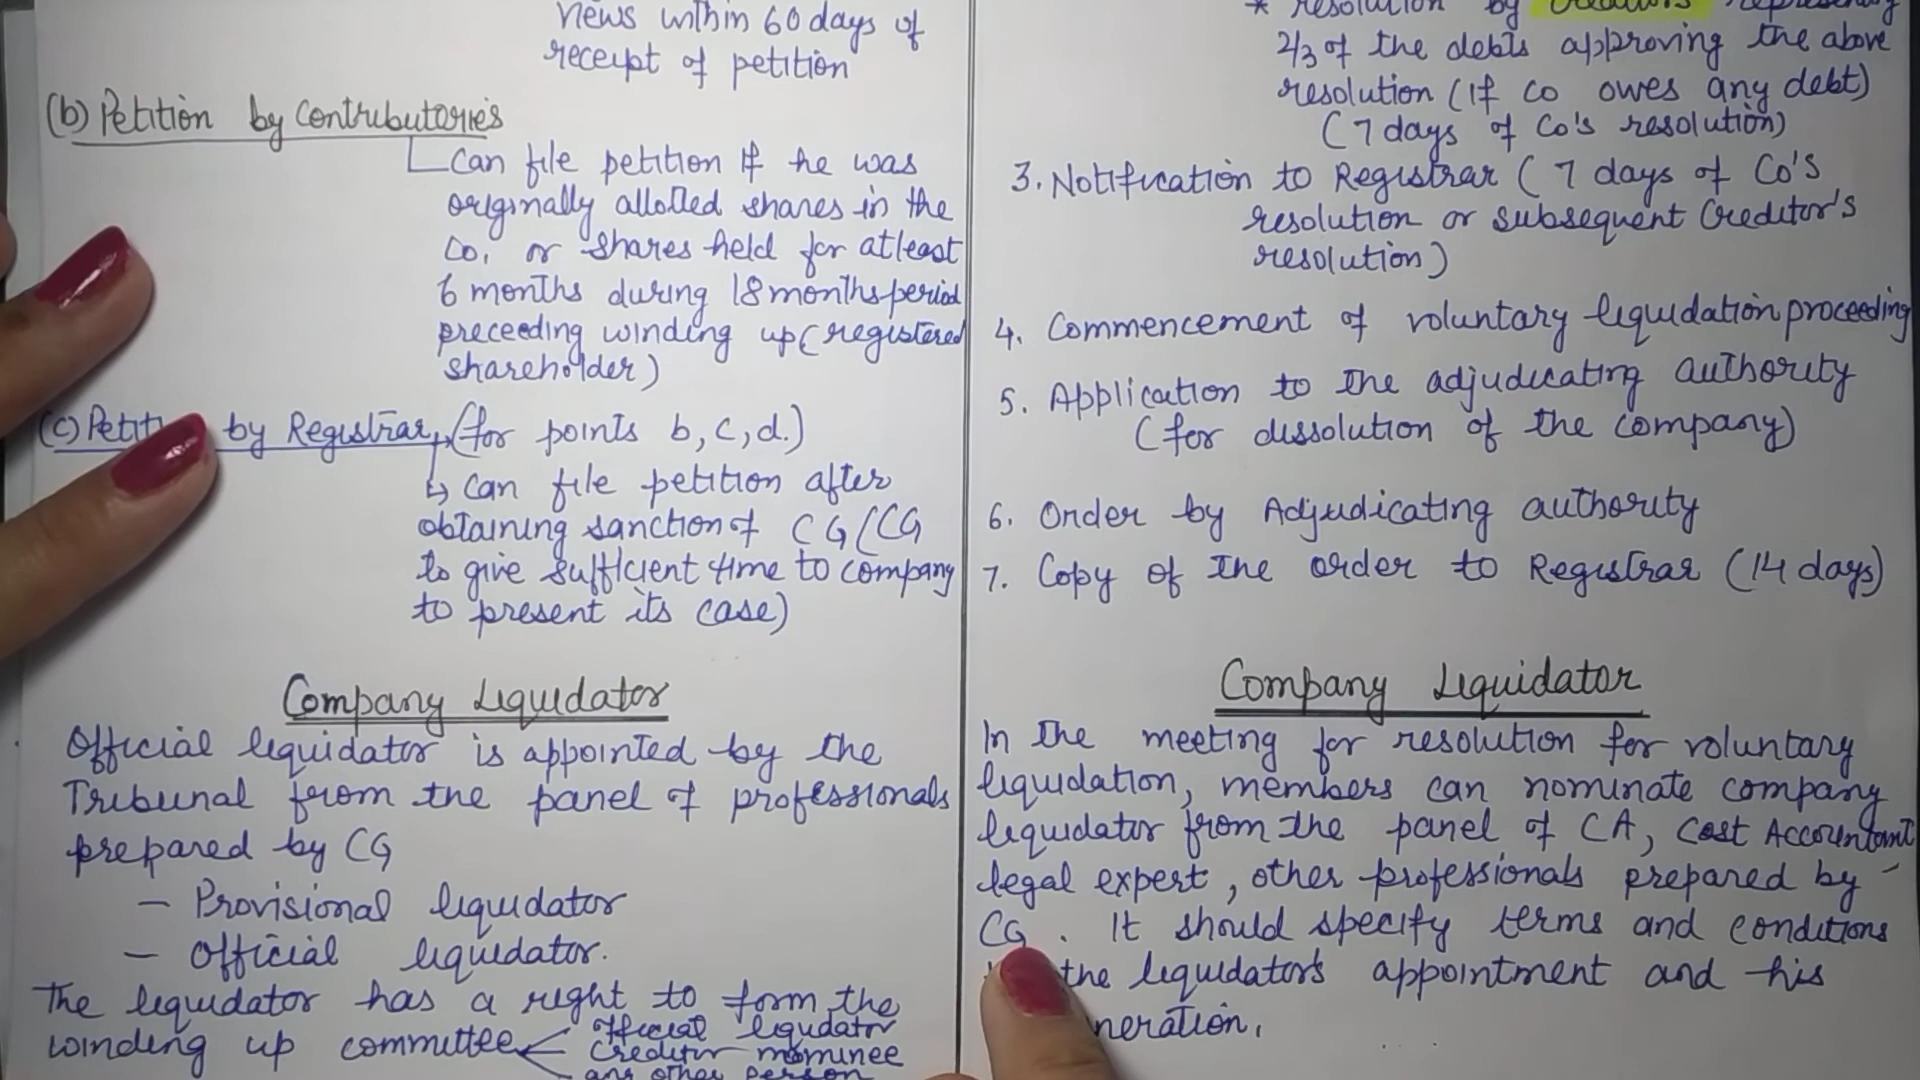 news within 60 days of
receipt of petition
(b) Petition by Contributories
can file petition if he was
originally allotted shares in the
Co, or shares held for atleast
6 months during 18 months period
preceeding winding up (registered
shareholder)
(c) Petit by Registrar, (for points b, c, d.)
can file petition after
obtaining sanction of CG (CG
to give sufficient time to company
to present its case)
Company Liquidator
Official liquidator is appointed by the
Tribunal from the panel of professionals
prepared by CG
- Provisional liquidator
- Official liquidator.
The liquidator has a right to form the
winding up committee
official liqudator
Creditor nominee
any other person
* resolution by creditors representing
2/3 of the debts approving the above
resolution (if co owes any debt)
(7 days of Co's resolution)
3. Notification to Registrar (7 days of Co's
resolution or subsequent Creditor's
resolution)
4. Commencement of voluntary liquidation proceeding
5. Application to the adjudicating authority
(for dissolution of the company)
6. Order by Adjudicating authority
7. Copy of the order to Registrar (14 days)
Company Liquidator
In the meeting for resolution for voluntary
liquidation, members can nominate company
liquidator from the panel of CA, Cost Accountant
legal expert, other professionals prepared by
CG. It should specify terms and conditions
the liquidator's appointment and his
neration.